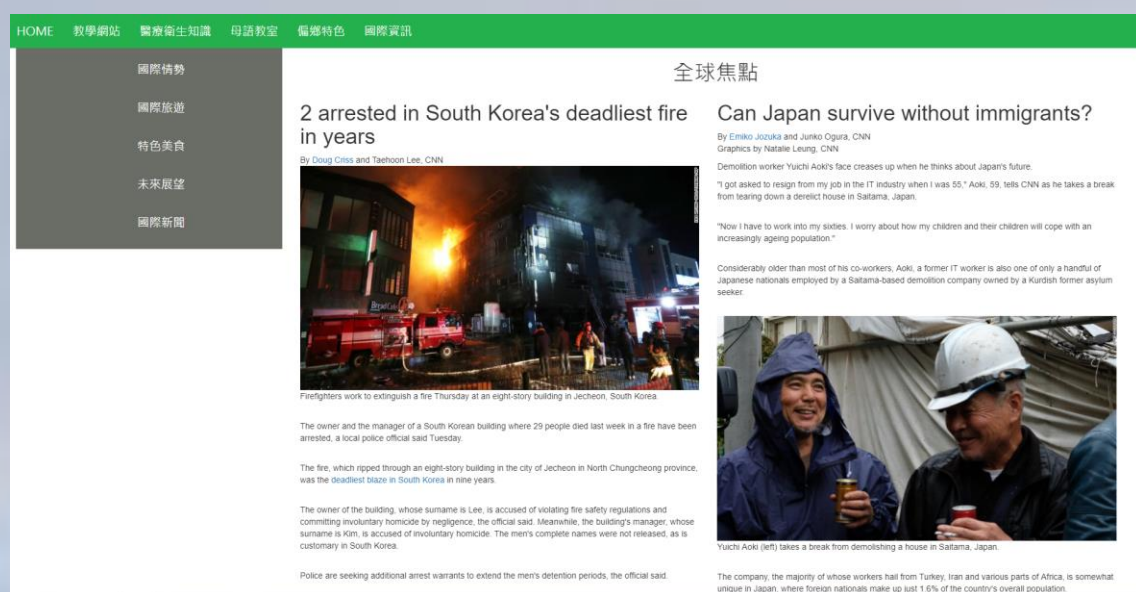 HOME 教學網站 醫療衛生知識 母語教室 偏鄉特色 國際資訊
國際情勢
國際旅遊
特色美食
未來展望
國際新聞
全球焦點
2 arrested in South Korea's deadliest fire
in years
By Doug Criss and Taehoon Lee, CNN
Firefighters work to extinguish a fire Thursday at an eight-story building in Jecheon, South Korea.
The owner and the manager of a South Korean building where 29 people died last week in a fire have been
arrested, a local police official said Tuesday.
The fire, which ripped through an eight-story building in the city of Jecheon in North Chungcheong province,
was the deadliest blaze in South Korea in nine years.
The owner of the building, whose surname is Lee, is accused of violating fire safety regulations and
committing involuntary homicide by negligence, the official said. Meanwhile, the building's manager, whose
surname is Kim, is accused of involuntary homicide. The men's complete names were not released, as is
customary in South Korea.
Police are seeking additional arrest warrants to extend the men's detention periods, the official said.
Can Japan survive without immigrants?
By Emiko Jozuka and Junko Ogura, CNN
Graphics by Natalie Leung, CNN
Demolition worker Yuichi Aoki's face creases up when he thinks about Japan's future.
"I got asked to resign from my job in the IT industry when I was 55," Aoki, 59, tells CNN as he takes a break
from tearing down a derelict house in Saitama, Japan.
"Now I have to work into my sixties. I worry about how my children and their children will cope with an
increasingly ageing population."
Considerably older than most of his co-workers, Aoki, a former IT worker is also one of only a handful of
Japanese nationals employed by a Saitama-based demolition company owned by a Kurdish former asylum
seeker.
Yuichi Aoki (left) takes a break from demolishing a house in Saitama, Japan.
The company, the majority of whose workers hail from Turkey, Iran and various parts of Africa, is somewhat
unique in Japan, where foreign nationals make up just 1.6% of the country's overall population.